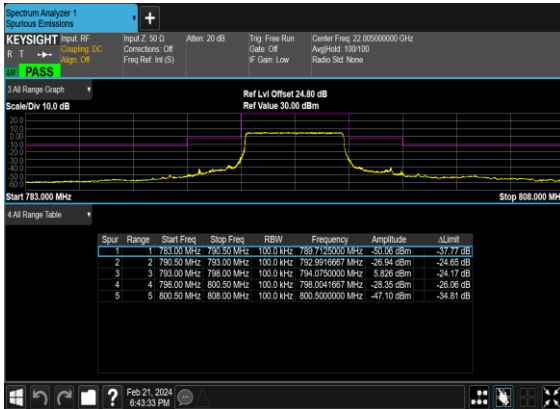 Spectrum Analyzer 1
Spurious Emissions
+
KEYSIGHT Input: RF Input Z: 50 Ω Atten: 20 dB Trig: Free Run Center Freq: 22.005000000 GHz
R T Coupling: DC Corrections: Off Gate: Off Avg|Hold: 100/100
Align: Off Freq Ref: Int (S) IF Gain: Low Radio Std: None
PASS
3 All Range Graph
Ref Lvl Offset 24.80 dB
Scale/Div 10.0 dB Ref Value 30.00 dBm
20.0
10.0
0.00
-10.0
-20.0
-30.0
-40.0
-50.0
-60.0
Start 783.000 MHz Stop 808.000 MHz
4 All Range Table
Spur Range Start Freq Stop Freq RBW Frequency Amplitude ΔLimit
1 1 783.00 MHz 790.50 MHz 100.0 kHz 789.7125000 MHz -50.06 dBm -37.77 dB
2 2 790.50 MHz 793.00 MHz 100.0 kHz 792.9916667 MHz -26.94 dBm -24.65 dB
3 3 793.00 MHz 798.00 MHz 100.0 kHz 794.0750000 MHz 5.826 dBm -24.17 dB
4 4 798.00 MHz 800.50 MHz 100.0 kHz 798.0041667 MHz -28.35 dBm -26.06 dB
5 5 800.50 MHz 808.00 MHz 100.0 kHz 800.5000000 MHz -47.10 dBm -34.81 dB
? Feb 21, 2024
6:43:33 PM